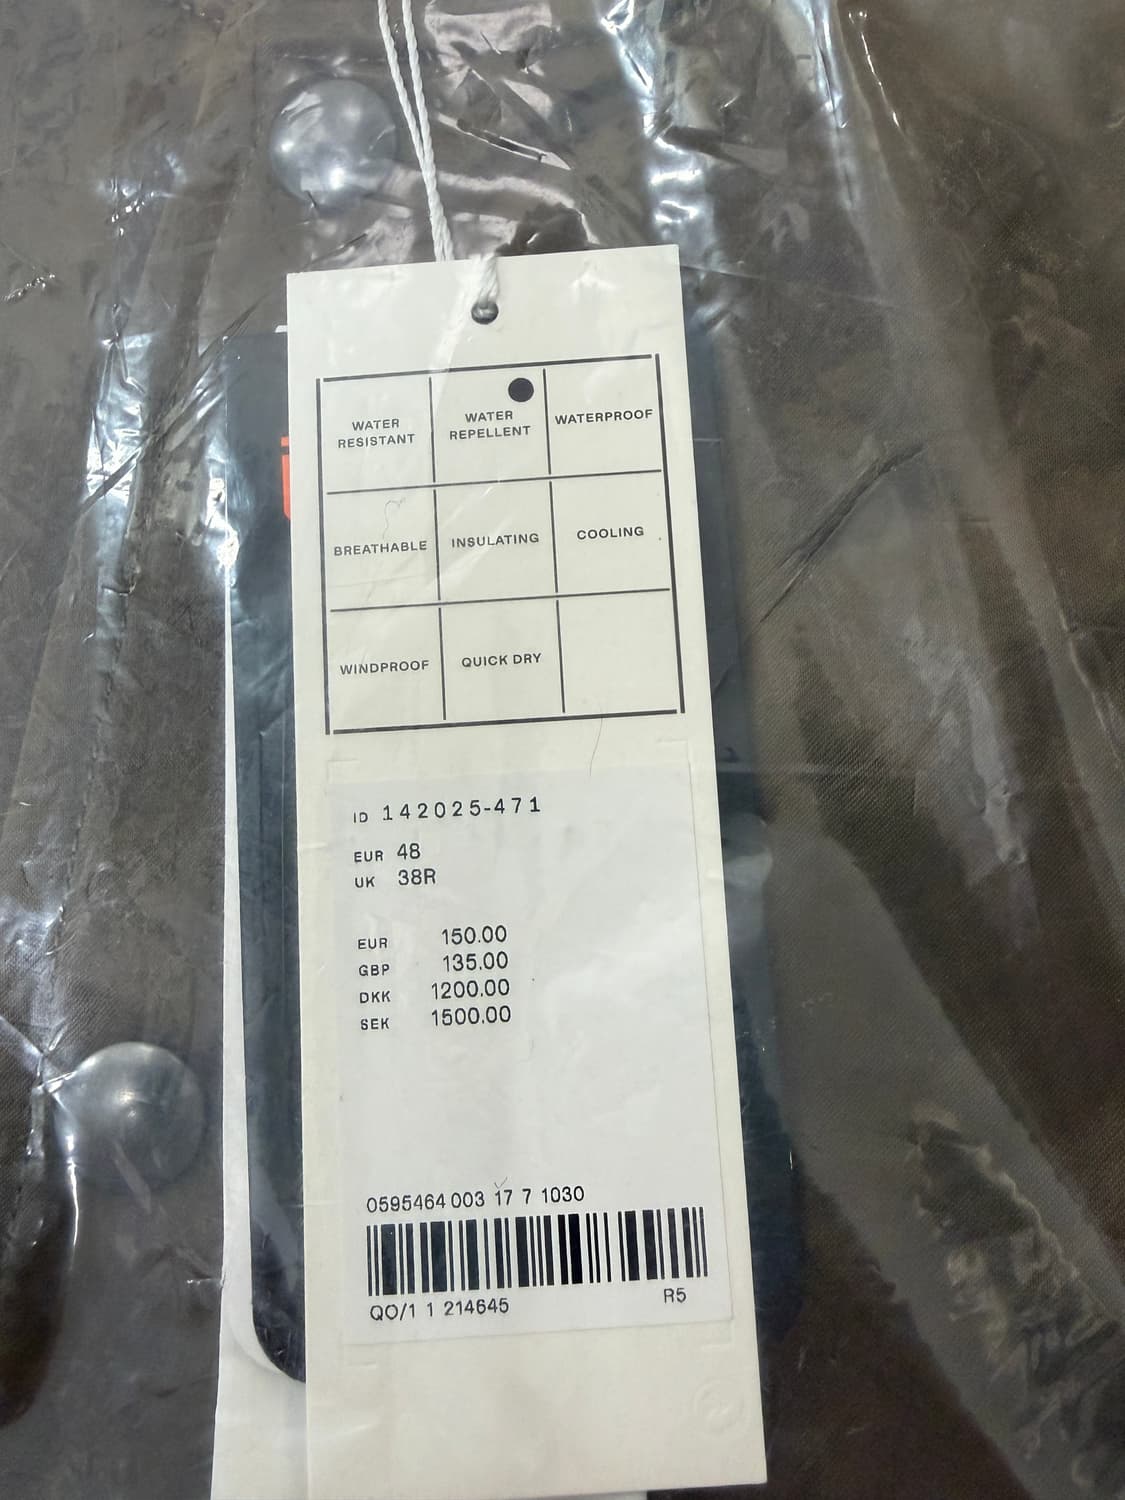 WATER
RESISTANT
WATER
REPELLENT
WATERPROOF
BREATHABLE
INSULATING
COOLING
WINDPROOF
QUICK DRY
ID 142025-471
EUR 48
UK 38R
EUR 150.00
GBP 135.00
DKK 1200.00
SEK 1500.00
0595464 003 17 7 1030
QO/1 1 214645 R5